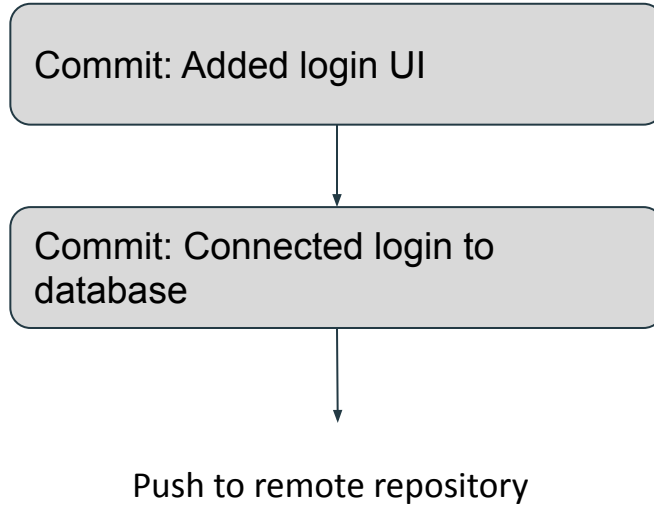 Commit: Added login UI
Commit: Connected login to
database
Push to remote repository